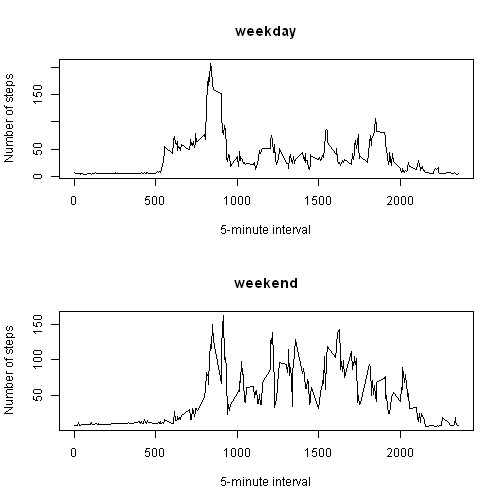 weekday
Number of steps
0 50 150
0 500 1000 1500 2000
5-minute interval
weekend
Number of steps
50 100 150
0 500 1000 1500 2000
5-minute interval